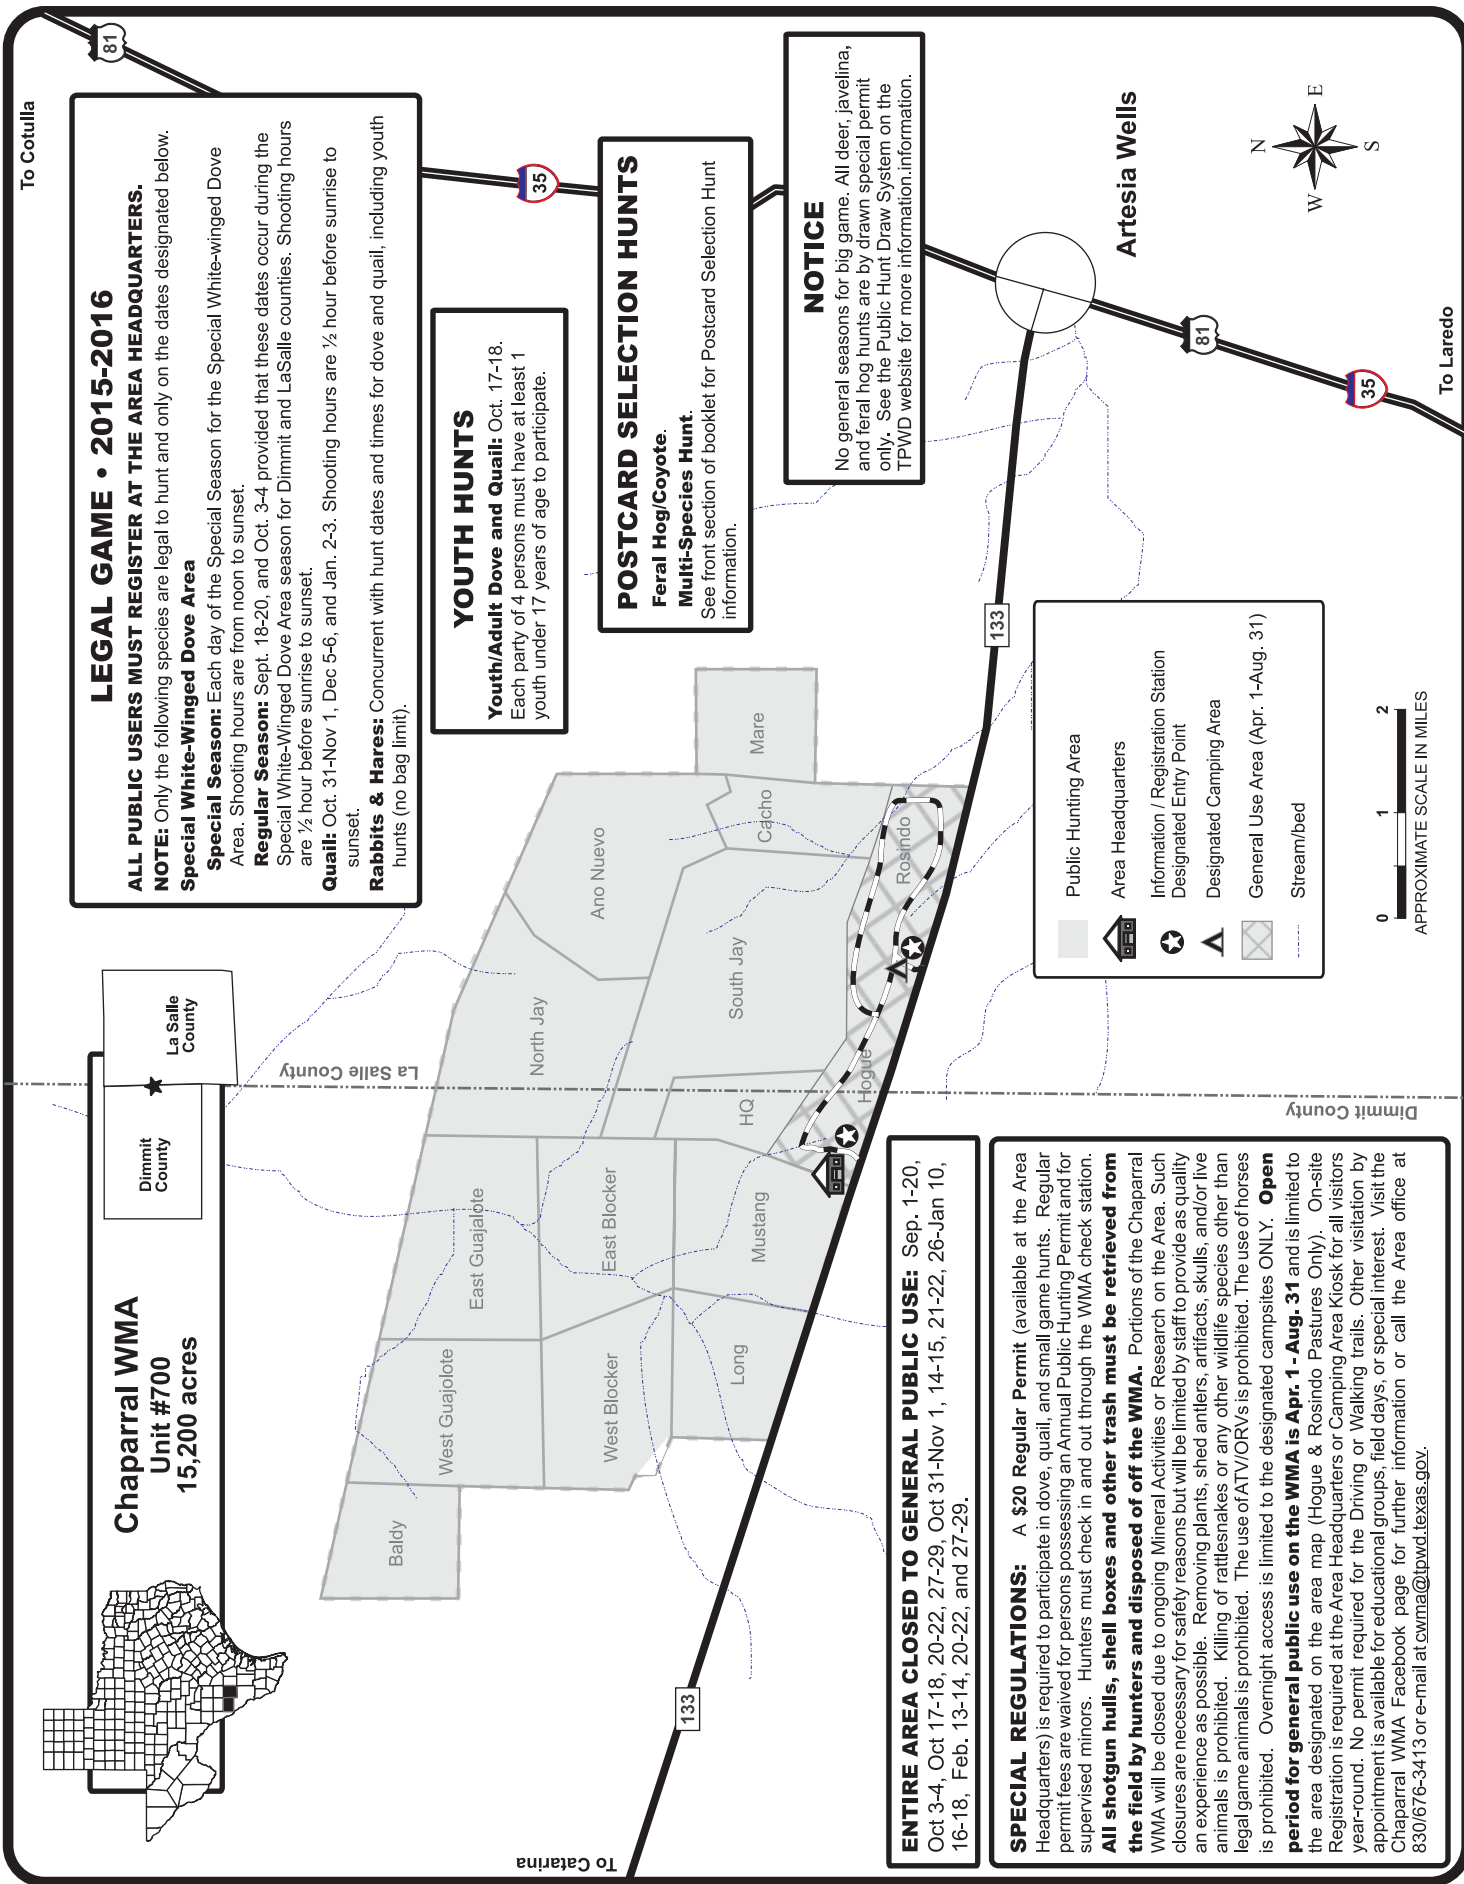 Chaparral WMA
Unit #700
15,200 acres
Dimmit
County
La Salle
County
LEGAL GAME • 2015-2016
ALL PUBLIC USERS MUST REGISTER AT THE AREA HEADQUARTERS.
NOTE: Only the following species are legal to hunt and only on the dates designated below.
Special White-Winged Dove Area
Special Season: Each day of the Special Season for the Special White-winged Dove
Area. Shooting hours are from noon to sunset.
Regular Season: Sept. 18-20, and Oct. 3-4 provided that these dates occur during the
Special White-Winged Dove Area season for Dimmit and LaSalle counties. Shooting hours
are ½ hour before sunrise to sunset.
Quail: Oct. 31-Nov 1, Dec 5-6, and Jan. 2-3. Shooting hours are ½ hour before sunrise to
sunset.
Rabbits & Hares: Concurrent with hunt dates and times for dove and quail, including youth
hunts (no bag limit).
To Cotulla
81
35
YOUTH HUNTS
Youth/Adult Dove and Quail: Oct. 17-18.
Each party of 4 persons must have at least 1
youth under 17 years of age to participate.
POSTCARD SELECTION HUNTS
Feral Hog/Coyote.
Multi-Species Hunt.
See front section of booklet for Postcard Selection Hunt
information.
NOTICE
No general seasons for big game. All deer, javelina,
and feral hog hunts are by drawn special permit
only. See the Public Hunt Draw System on the
TPWD website for more information.information.
La Salle County
Dimmit County
Baldy
West Guajalote
East Guajalote
North Jay
Ano Nuevo
West Blocker
East Blocker
South Jay
Cacho
Mare
Long
Mustang
HQ
Hogue
Rosindo
133
133
To Catarina
Artesia Wells
81
35
To Laredo
N
W
E
S
ENTIRE AREA CLOSED TO GENERAL PUBLIC USE: Sep. 1-20,
Oct 3-4, Oct 17-18, 20-22, 27-29, Oct 31-Nov 1, 14-15, 21-22, 26-Jan 10,
16-18, Feb. 13-14, 20-22, and 27-29.
SPECIAL REGULATIONS: A $20 Regular Permit (available at the Area
Headquarters) is required to participate in dove, quail, and small game hunts. Regular
permit fees are waived for persons possessing an Annual Public Hunting Permit and for
supervised minors. Hunters must check in and out through the WMA check station.
All shotgun hulls, shell boxes and other trash must be retrieved from
the field by hunters and disposed of off the WMA. Portions of the Chaparral
WMA will be closed due to ongoing Mineral Activities or Research on the Area. Such
closures are necessary for safety reasons but will be limited by staff to provide as quality
an experience as possible. Removing plants, shed antlers, artifacts, skulls, and/or live
animals is prohibited. Killing of rattlesnakes or any other wildlife species other than
legal game animals is prohibited. The use of ATV/ORVs is prohibited. The use of horses
is prohibited. Overnight access is limited to the designated campsites ONLY. Open
period for general public use on the WMA is Apr. 1 - Aug. 31 and is limited to
the area designated on the area map (Hogue & Rosindo Pastures Only). On-site
Registration is required at the Area Headquarters or Camping Area Kiosk for all visitors
year-round. No permit required for the Driving or Walking trails. Other visitation by
appointment is available for educational groups, field days, or special interest. Visit the
Chaparral WMA Facebook page for further information or call the Area office at
830/676-3413 or e-mail at cwma@tpwd.texas.gov.
Public Hunting Area
Area Headquarters
Information / Registration Station
Designated Entry Point
Designated Camping Area
General Use Area (Apr. 1-Aug. 31)
Stream/bed
0
1
2
APPROXIMATE SCALE IN MILES